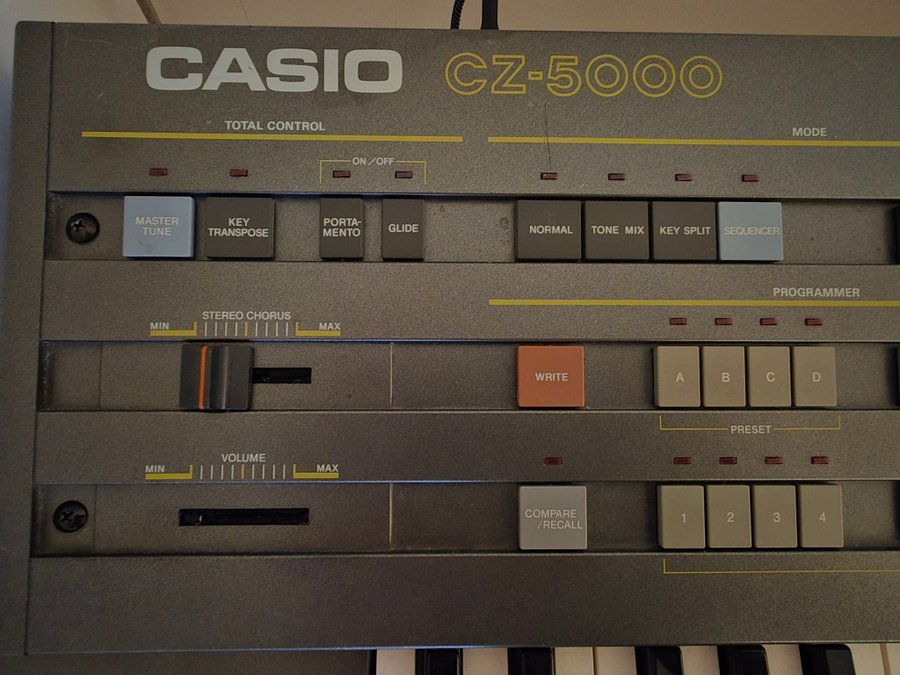 CASIO CZ-5000
TOTAL CONTROL
MODE
ON/OFF
MASTER
TUNE
KEY
TRANSPOSE
PORTA-
MENTO
GLIDE
NORMAL
TONE MIX
KEY SPLIT
SEQUENCER
PROGRAMMER
STEREO CHORUS
MIN MAX
WRITE
A B C D
PRESET
VOLUME
MIN MAX
COMPARE
/RECALL
1 2 3 4